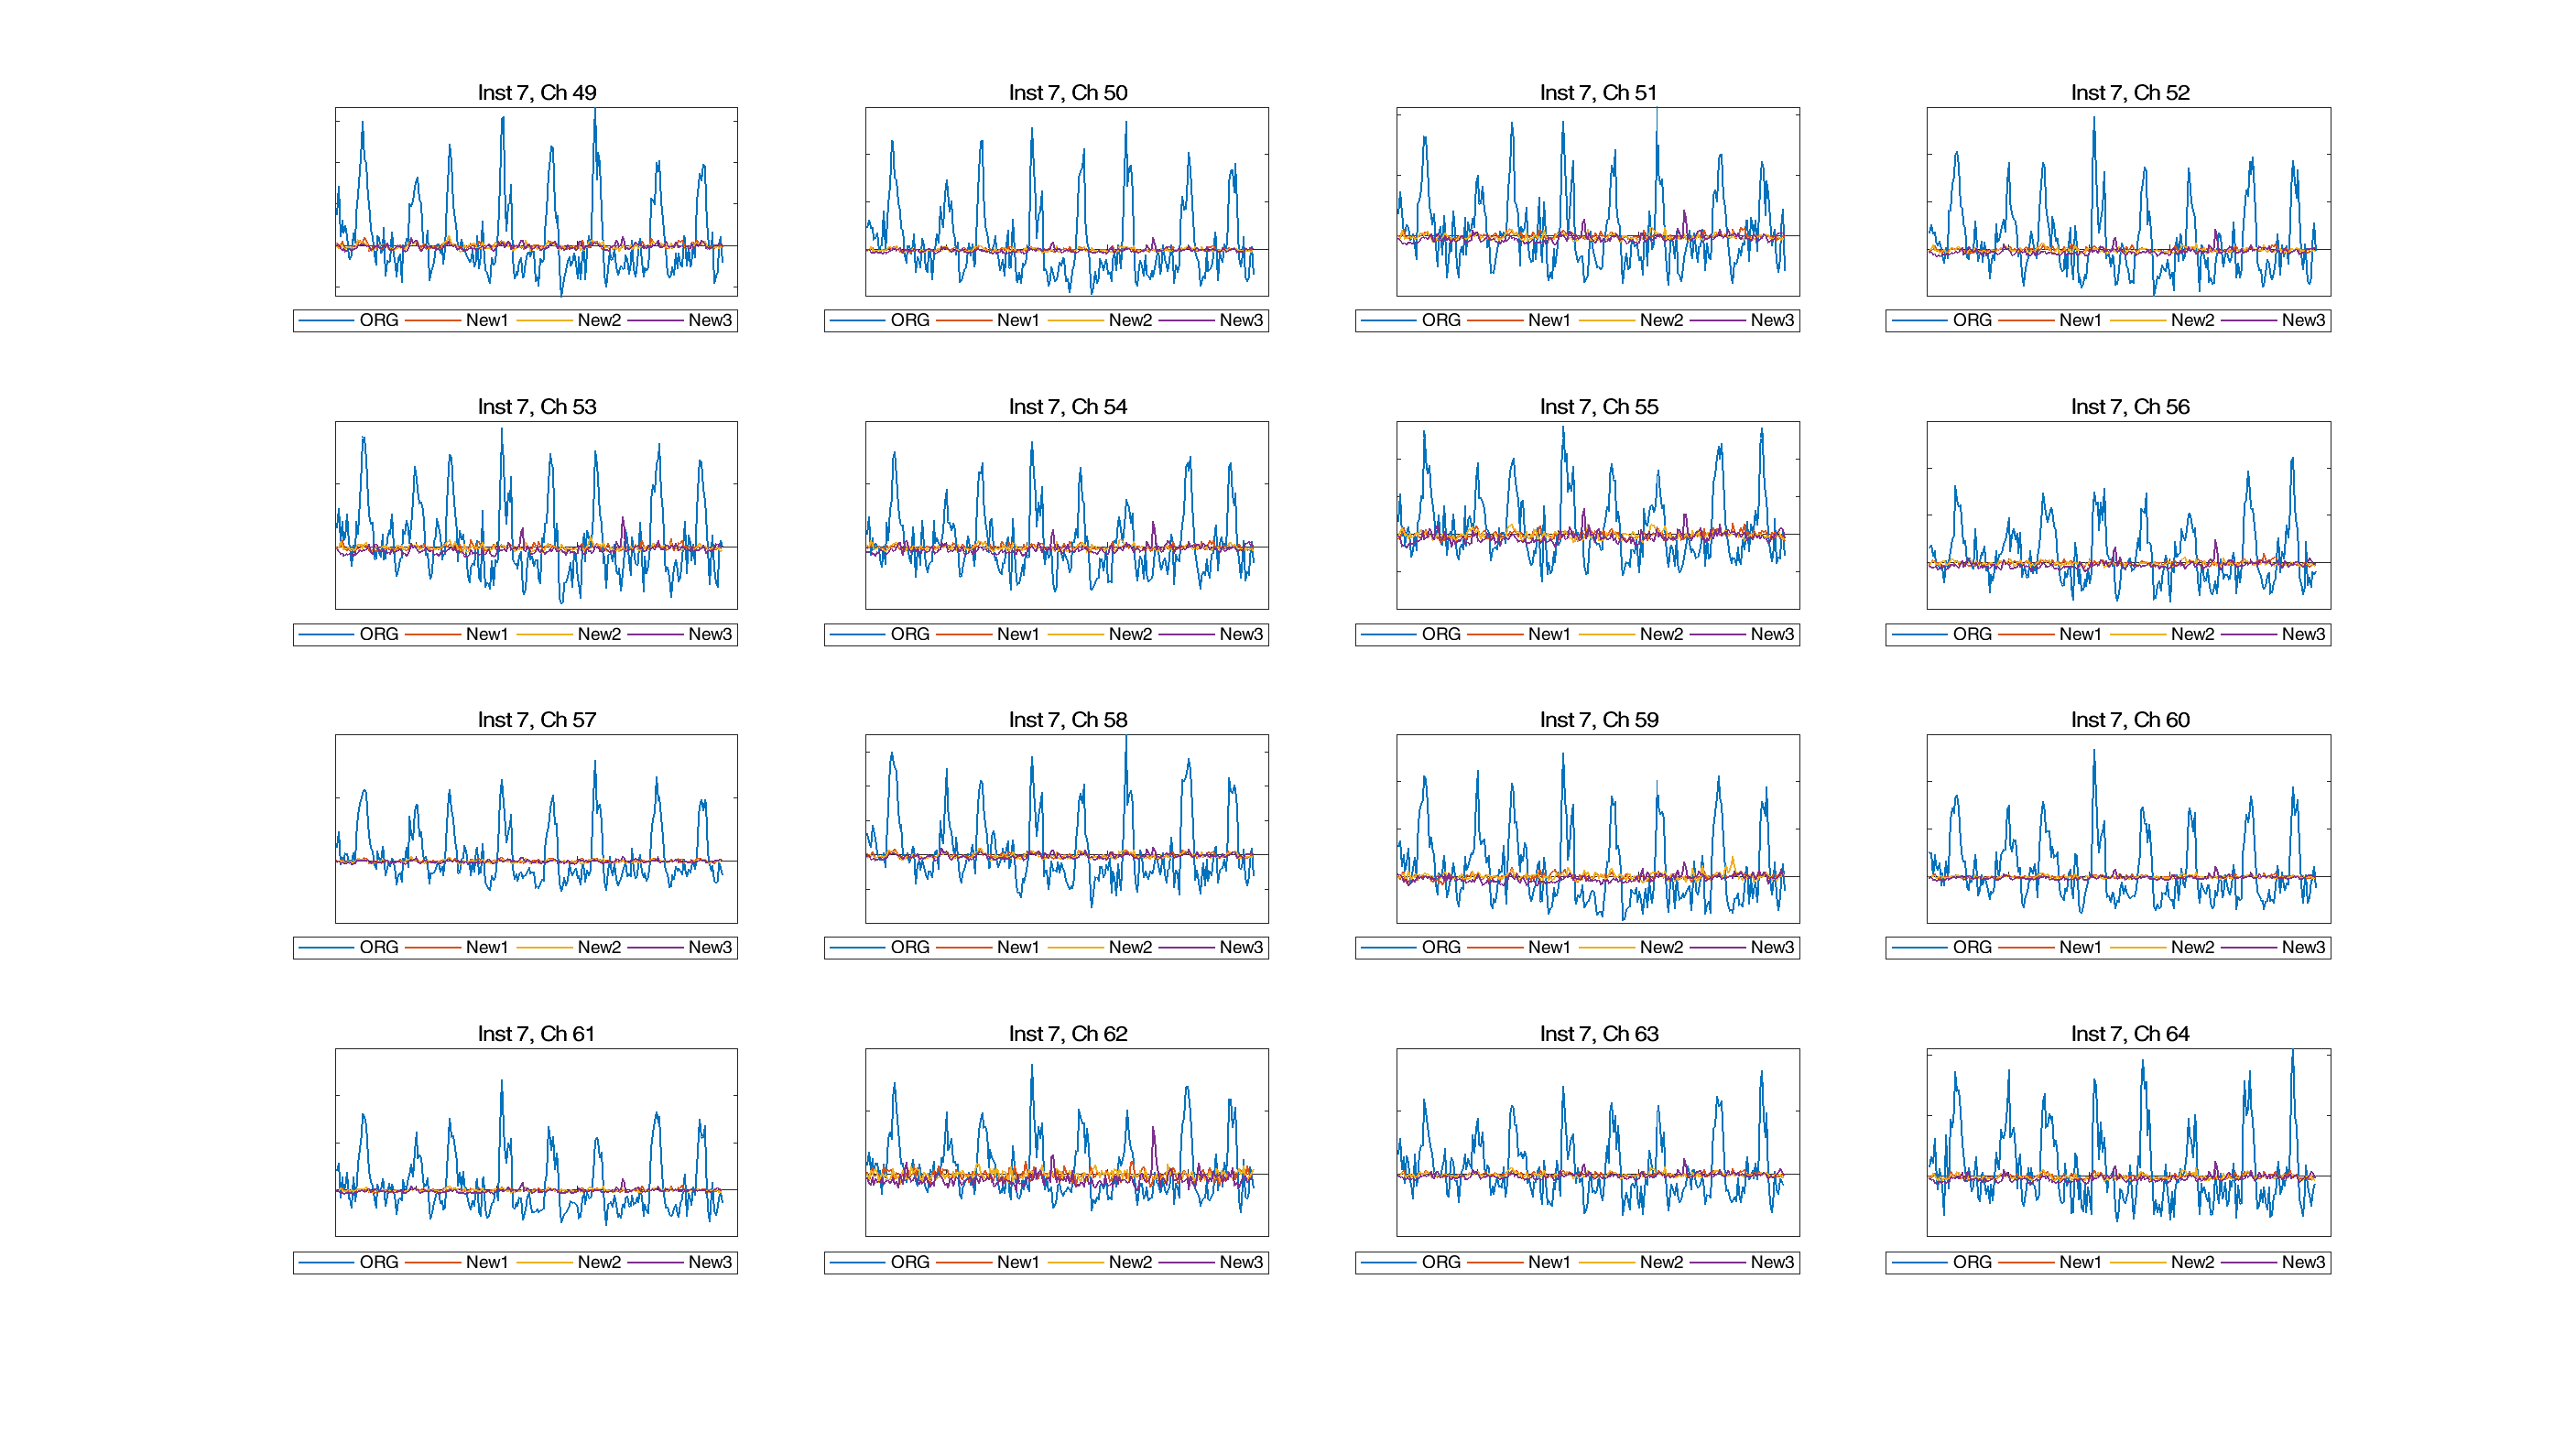 Inst 7, Ch 49
Inst 7, Ch 50
Inst 7, Ch 51
Inst 7, Ch 52
ORG New1 New2 New3
ORG New1 New2 New3
ORG New1 New2 New3
ORG New1 New2 New3
Inst 7, Ch 53
Inst 7, Ch 54
Inst 7, Ch 55
Inst 7, Ch 56
ORG New1 New2 New3
ORG New1 New2 New3
ORG New1 New2 New3
ORG New1 New2 New3
Inst 7, Ch 57
Inst 7, Ch 58
Inst 7, Ch 59
Inst 7, Ch 60
ORG New1 New2 New3
ORG New1 New2 New3
ORG New1 New2 New3
ORG New1 New2 New3
Inst 7, Ch 61
Inst 7, Ch 62
Inst 7, Ch 63
Inst 7, Ch 64
ORG New1 New2 New3
ORG New1 New2 New3
ORG New1 New2 New3
ORG New1 New2 New3